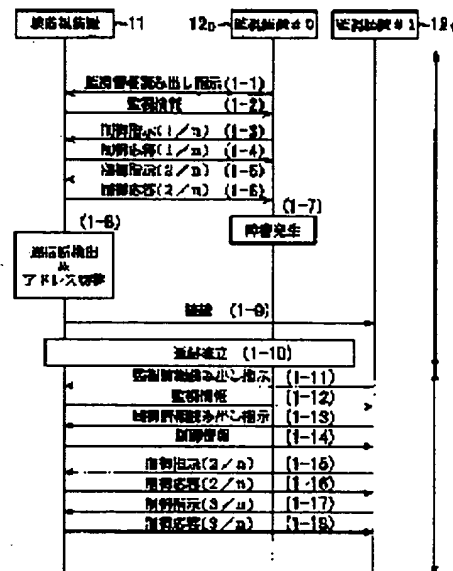 被監視装置 11
12₀ 監視装置#0
監視装置#1 12₁
監視情報読み出し指示 (1-1)
監視情報 (1-2)
制御指示(1/n) (1-3)
制御応答(1/n) (1-4)
制御指示(2/n) (1-5)
制御応答(2/n) (1-6)
(1-7)
障害発生
(1-8)
通信断検出
&
アドレス切替
接続 (1-9)
通信確立 (1-10)
監視情報読み出し指示 (1-11)
監視情報 (1-12)
制御情報読み出し指示 (1-13)
制御情報 (1-14)
制御指示(2/n) (1-15)
制御応答(2/n) (1-16)
制御指示(3/n) (1-17)
制御応答(3/n) (1-18)